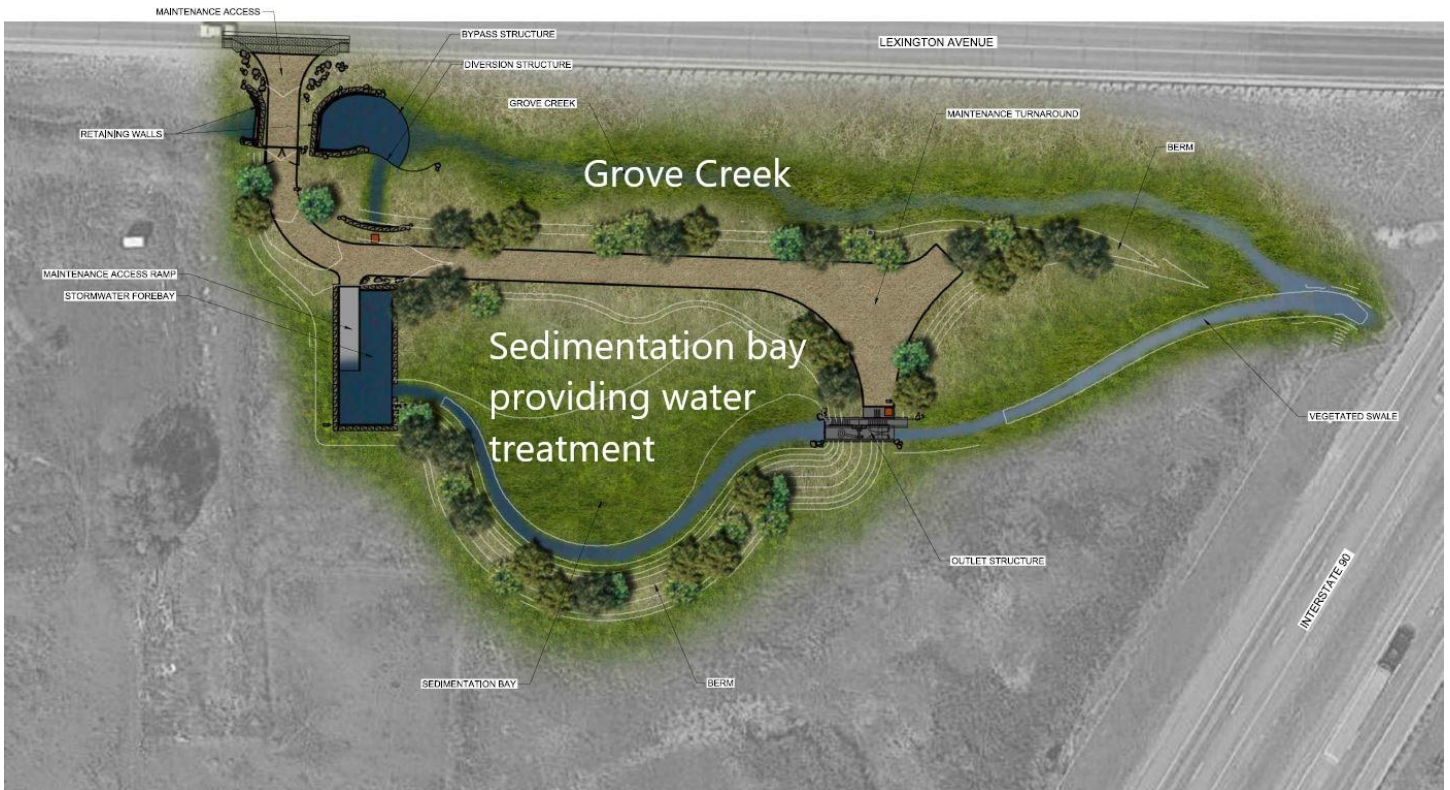 MAINTENANCE ACCESS
BYPASS STRUCTURE
LEXINGTON AVENUE
DIVERSION STRUCTURE
GROVE CREEK
MAINTENANCE TURNAROUND
RETAINING WALLS
BERM
Grove Creek
MAINTENANCE ACCESS RAMP
STORMWATER FOREBAY
Sedimentation bay
providing water
treatment
VEGETATED SWALE
OUTLET STRUCTURE
INTERSTATE 90
SEDIMENTATION BAY
BERM